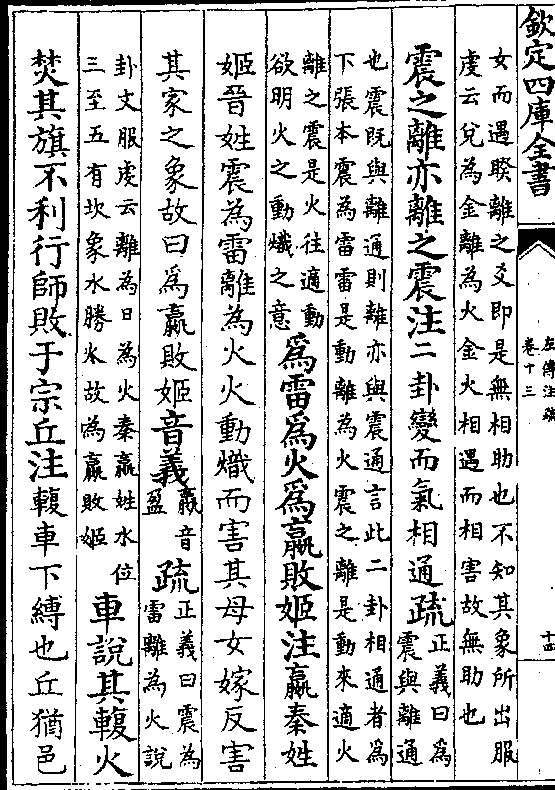 欽定四庫全書
左傳注疏
卷十三
十四
女而遇睽離之爻即是無相助也不知其象所出服
虔云兌為金離為火金火相遇而相害故無助也
震之離亦離之震注二卦變而氣相通疏正義曰為
震與離通
也震既與離通則離亦與震通言此二卦相通者為
下張本震為雷雷是動離為火震之離是動來適火
離之震是火往適動
欲明火之動熾之意
為雷為火為嬴敗姬注嬴秦姓
姬晉姓震為雷離為火火動熾而害其母女嫁反害
其家之象故曰為嬴敗姬音義嬴音
盈
疏正義曰震為
雷離為火說
卦文服虔云離為日為火秦嬴姓水位
三至五有坎象水勝火故為嬴敗姬
車說其輹火
焚其旗不利行師敗于宗丘注輹車下縛也丘猶邑